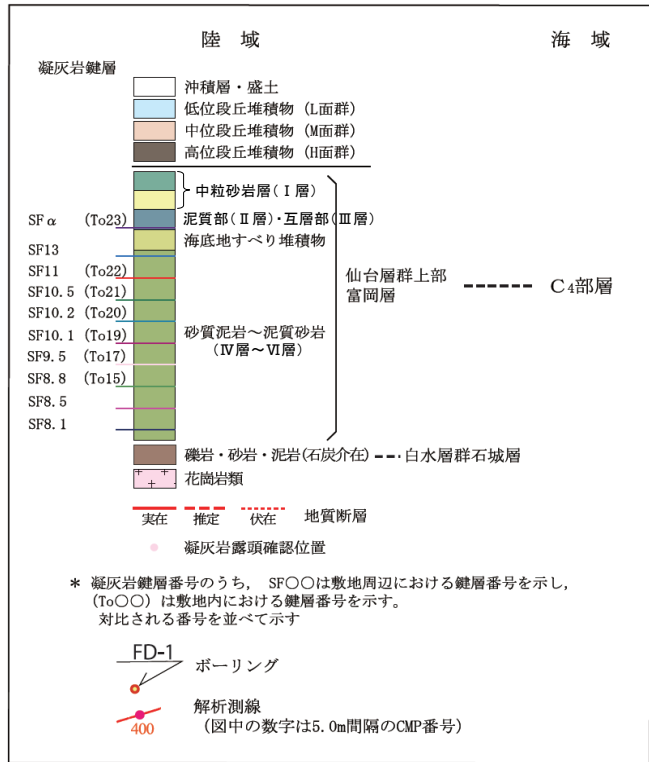 陸 域 海 域
凝灰岩鍵層
沖積層・盛土
低位段丘堆積物 (L面群)
中位段丘堆積物 (M面群)
高位段丘堆積物 (H面群)
中粒砂岩層(Ⅰ層)
SFα (To23) 泥質部(Ⅱ層)・互層部(Ⅲ層)
海底地すべり堆積物
SF13
SF11 (To22)
SF10.5 (To21)
SF10.2 (To20)
SF10.1 (To19)
SF9.5 (To17)
SF8.8 (To15)
SF8.5
SF8.1
砂質泥岩～泥質砂岩
(Ⅳ層～Ⅵ層)
仙台層群上部
富岡層
C4部層
礫岩・砂岩・泥岩(石炭介在) 白水層群石城層
花崗岩類
実在 推定 伏在 地質断層
凝灰岩露頭確認位置
* 凝灰岩鍵層番号のうち, SF○○は敷地周辺における鍵層番号を示し,
(To○○)は敷地内における鍵層番号を示す。
対比される番号を並べて示す
FD-1 ボーリング
解析測線
400 (図中の数字は5.0m間隔のCMP番号)